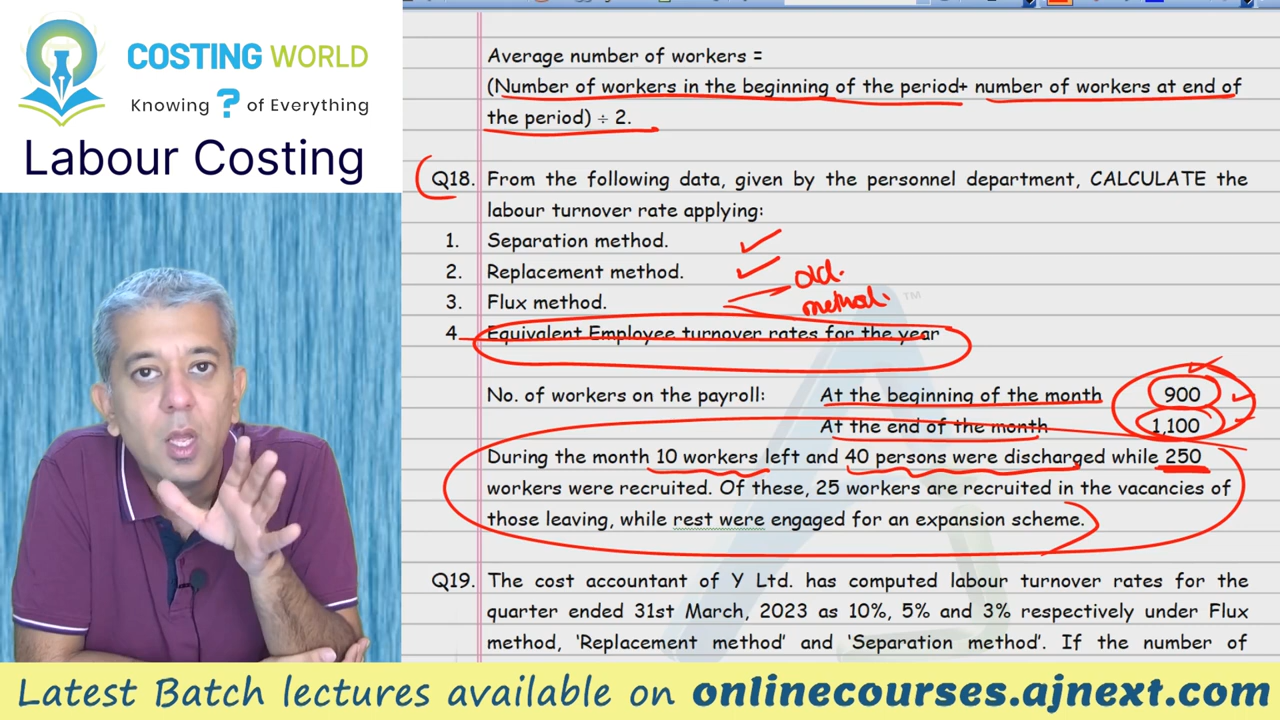 COSTING WORLD
Knowing ? of Everything
Labour Costing
Average number of workers =
(Number of workers in the beginning of the period+ number of workers at end of
the period) ÷ 2.
Q18. From the following data, given by the personnel department, CALCULATE the
labour turnover rate applying:
1. Separation method.
2. Replacement method.
3. Flux method.
old.
method.
4. Equivalent Employee turnover rates for the year
No. of workers on the payroll: At the beginning of the month 900
At the end of the month 1,100
During the month 10 workers left and 40 persons were discharged while 250
workers were recruited. Of these, 25 workers are recruited in the vacancies of
those leaving, while rest were engaged for an expansion scheme.
Q19. The cost accountant of Y Ltd. has computed labour turnover rates for the
quarter ended 31st March, 2023 as 10%, 5% and 3% respectively under Flux
method, 'Replacement method' and 'Separation method'. If the number of
Latest Batch lectures available on onlinecourses.ajnext.com
TM